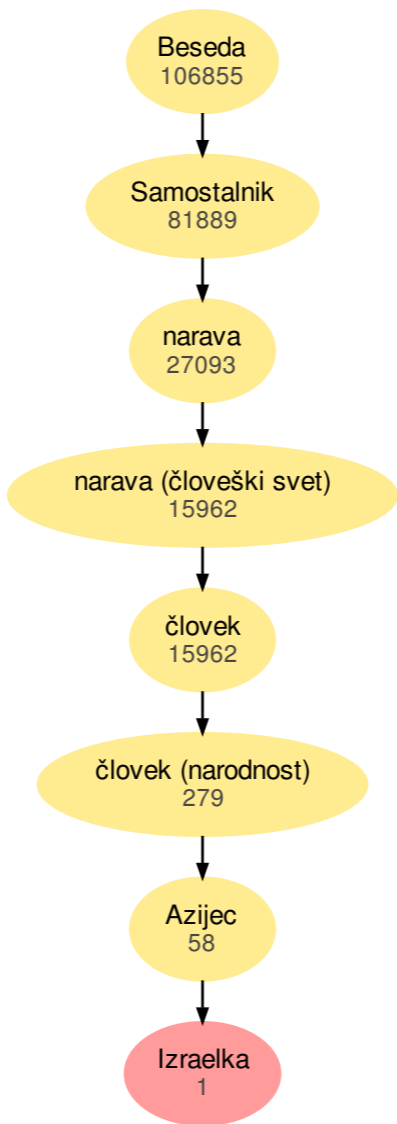 Beseda
106855
Samostalnik
81889
narava
27093
narava (človeški svet)
15962
človek
15962
človek (narodnost)
279
Azijec
58
Izraelka
1